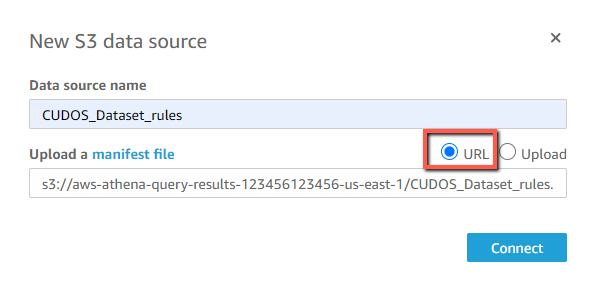 New S3 data source
Data source name
CUDOS_Dataset_rules
Upload a manifest file URL Upload
s3://aws-athena-query-results-123456123456-us-east-1/CUDOS_Dataset_rules.
Connect